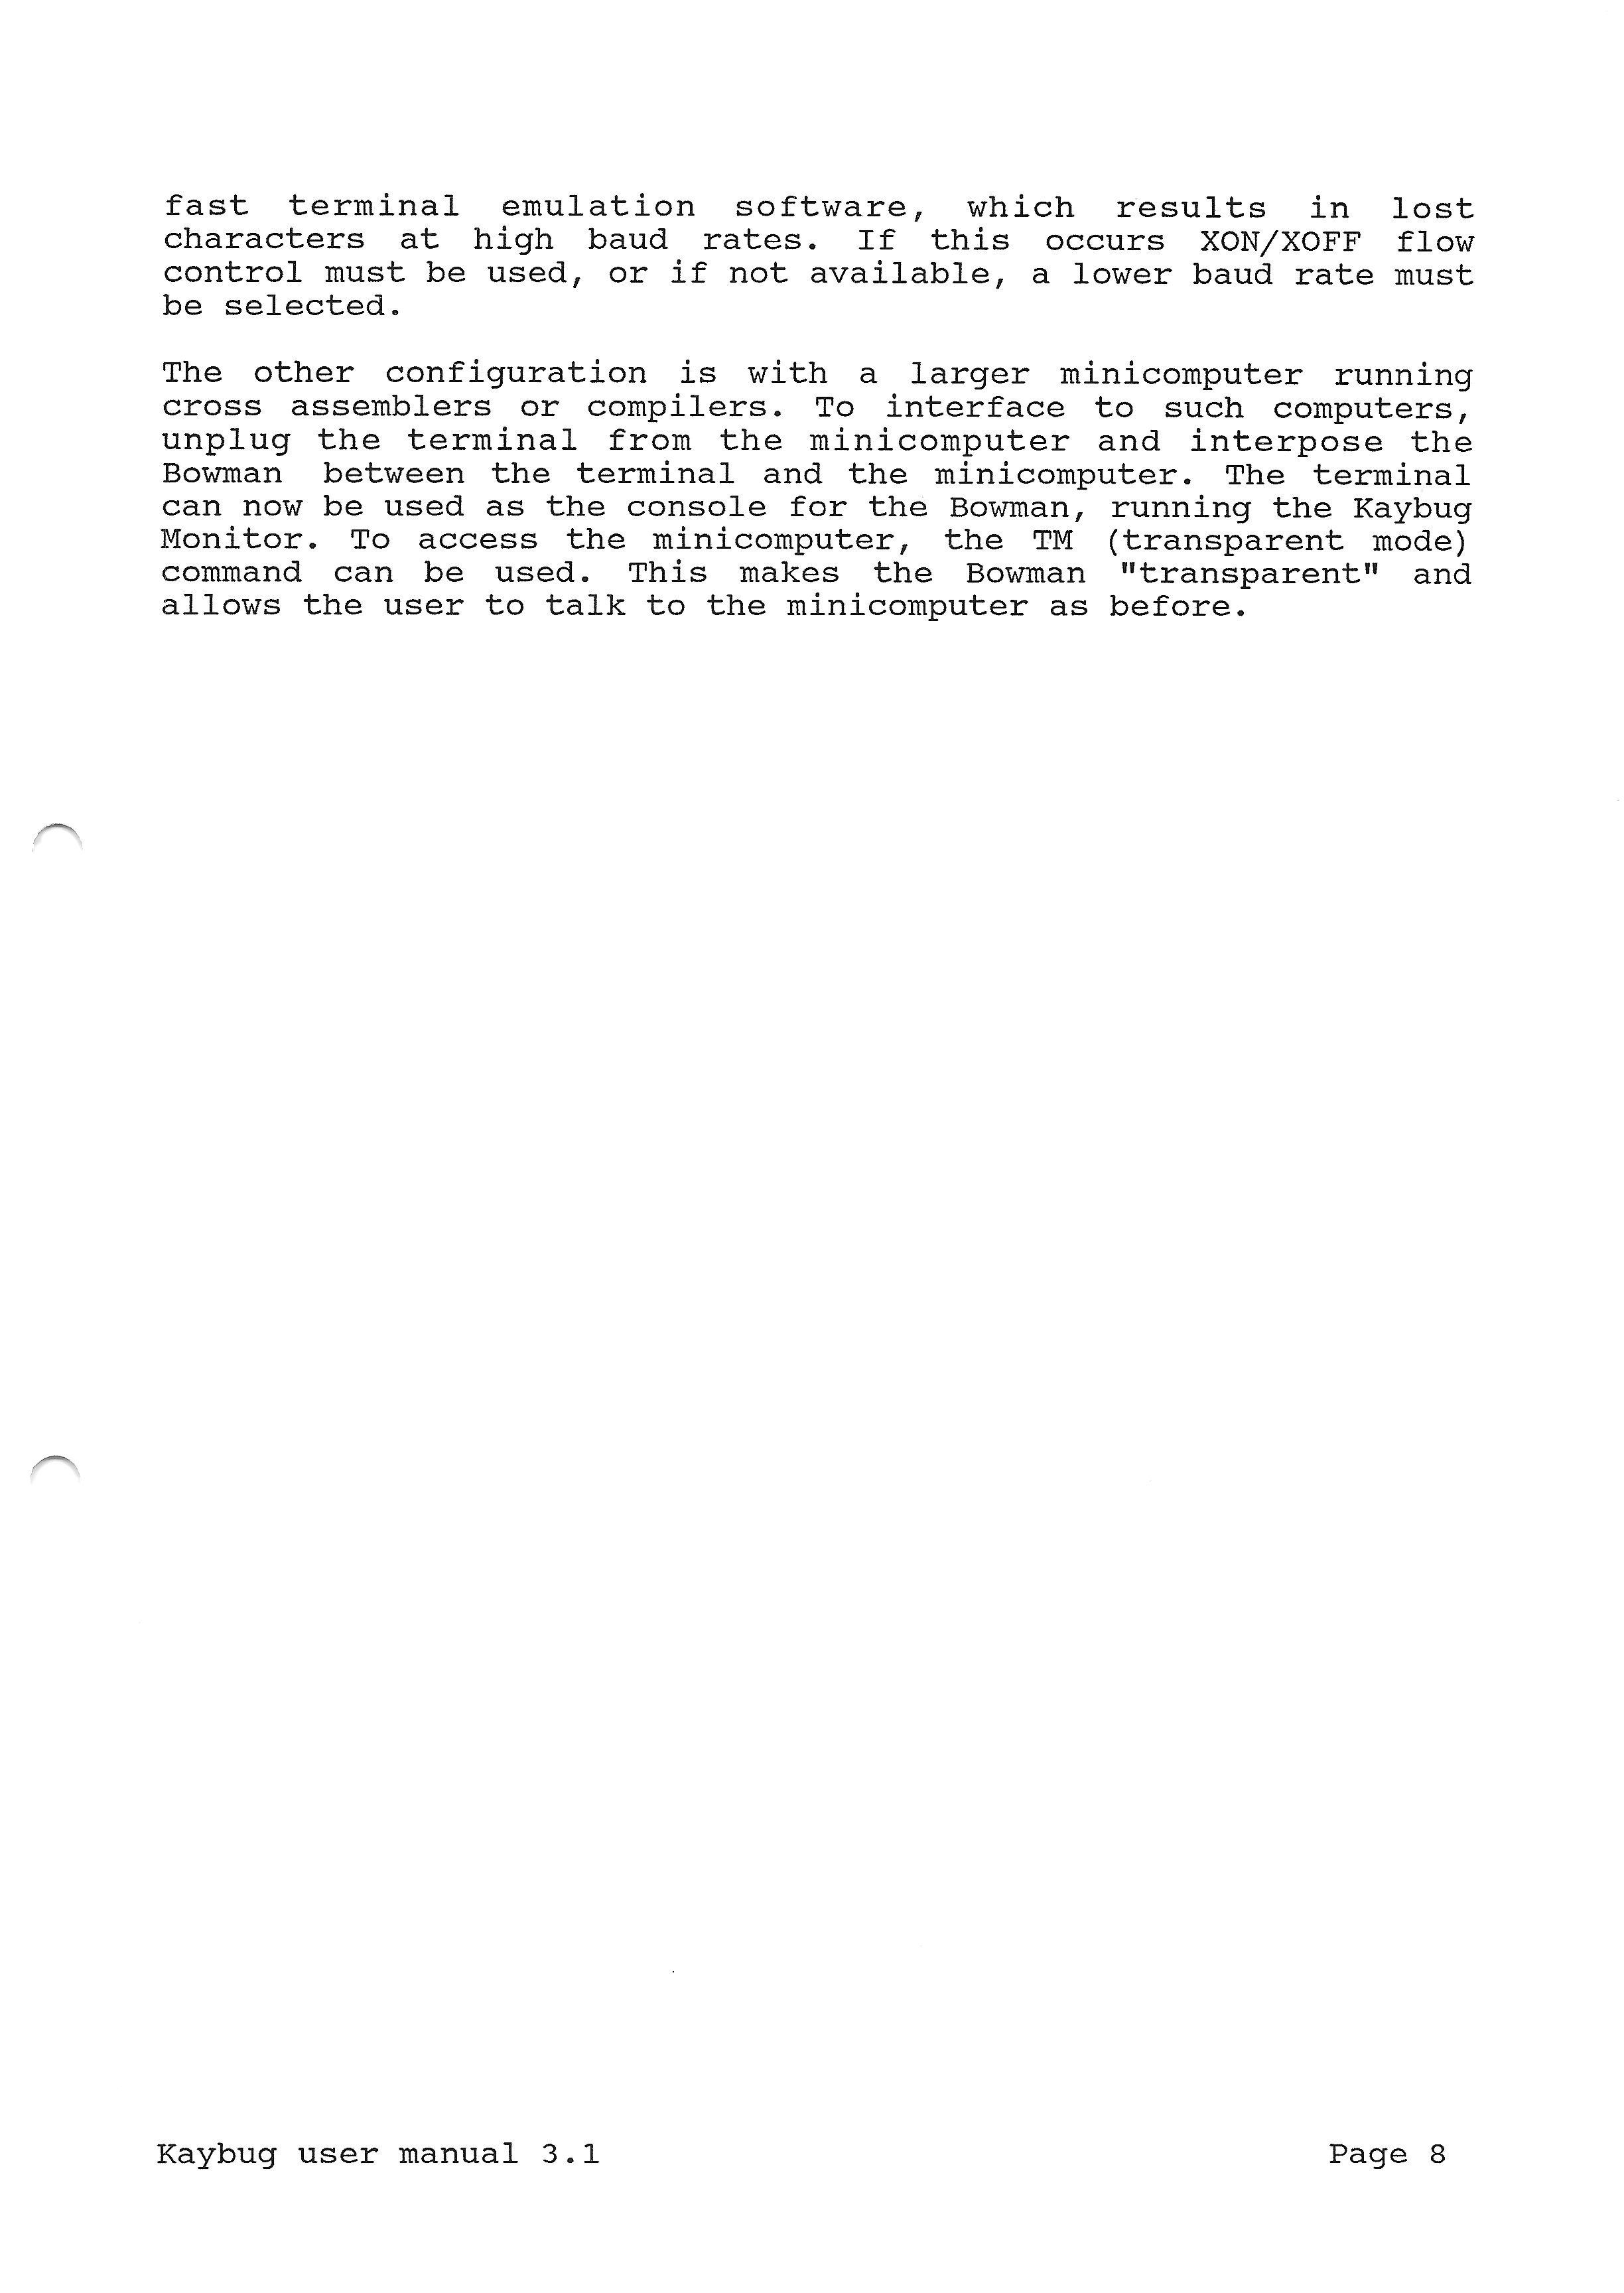 fast terminal emulation software, which results in lost
characters at high baud rates. If this occurs XON/XOFF flow
control must be used, or if not available, a lower baud rate must
be selected.
The other configuration is with a larger minicomputer running
cross assemblers or compilers. To interface to such computers,
unplug the terminal from the minicomputer and interpose the
Bowman between the terminal and the minicomputer. The terminal
can now be used as the console for the Bowman, running the Kaybug
Monitor. To access the minicomputer, the TM (transparent mode)
command can be used. This makes the Bowman "transparent" and
allows the user to talk to the minicomputer as before.
Kaybug user manual 3.1 Page 8